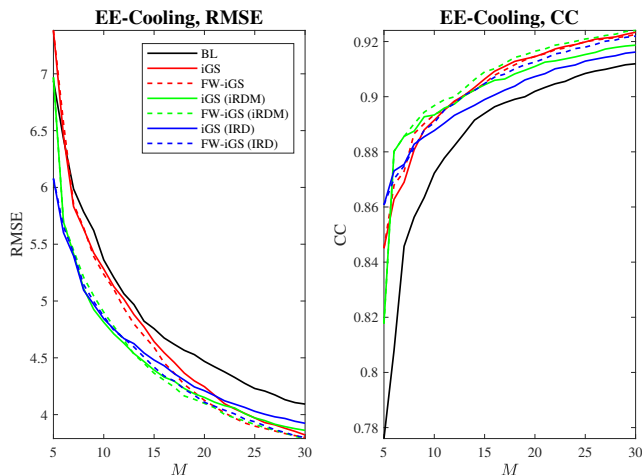 EE-Cooling, RMSE
RMSE
7
6.5
6
5.5
5
4.5
4
BL
iGS
FW-iGS
iGS (iRDM)
FW-iGS (iRDM)
iGS (IRD)
FW-iGS (IRD)
5 10 15 20 25 30
M
EE-Cooling, CC
CC
0.92
0.9
0.88
0.86
0.84
0.82
0.8
0.78
0.76
5 10 15 20 25 30
M